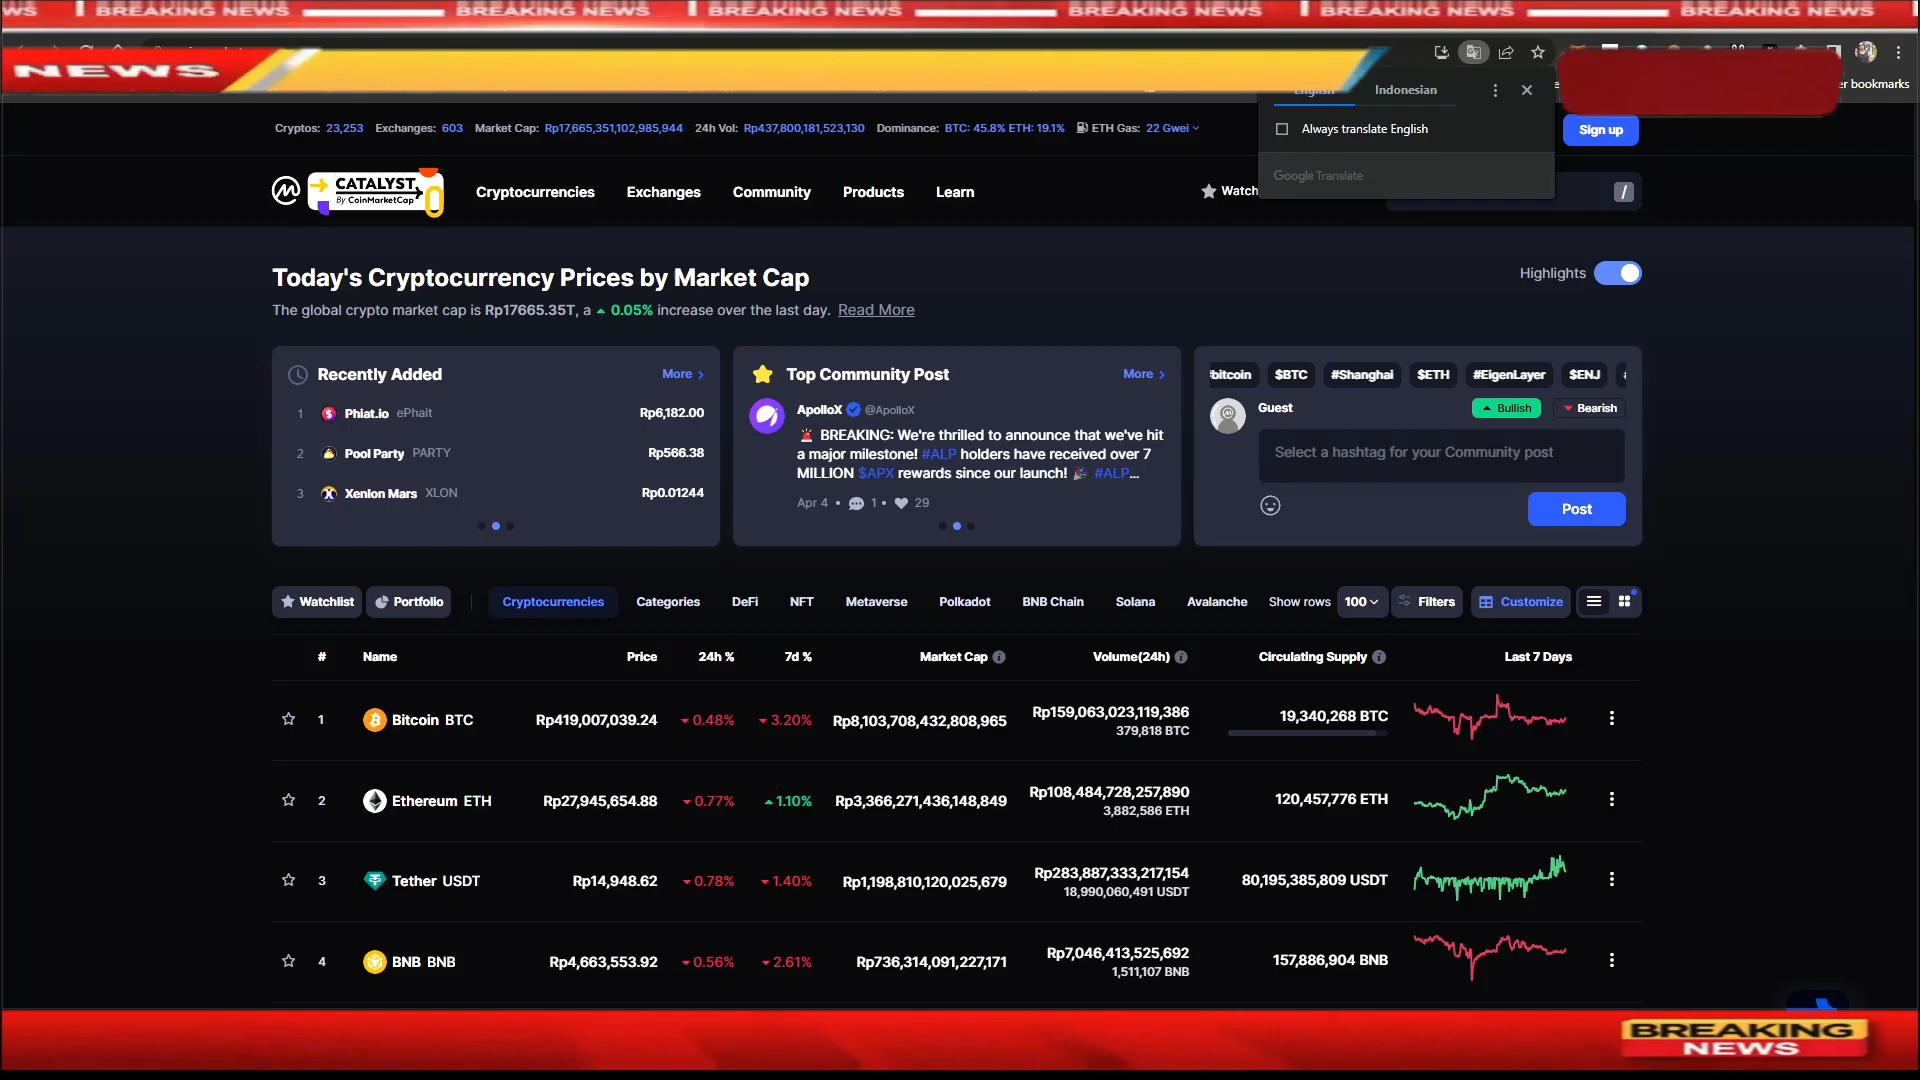 WS BREAKING NEWS BREAKING NEWS BREAKING NEWS BREAKING NEWS BREAKING NEWS BREAKING NEWS
NEWS
er bookmarks
English Indonesian
Always translate English
Google Translate
Cryptos: 23,253 Exchanges: 603 Market Cap: Rp17,665,351,102,985,944 24h Vol: Rp437,800,181,523,130 Dominance: BTC: 45.8% ETH: 19.1% ETH Gas: 22 Gwei
Sign up
CATALYST
By CoinMarketCap
Cryptocurrencies Exchanges Community Products Learn Watch /
Today's Cryptocurrency Prices by Market Cap
Highlights
The global crypto market cap is Rp17665.35T, a 0.05% increase over the last day. Read More
Recently Added More
1 Phiat.io ePhait Rp6,182.00
2 Pool Party PARTY Rp566.38
3 Xenlon Mars XLON Rp0.01244
Top Community Post More
ApolloX @ApolloX
🚨 BREAKING: We're thrilled to announce that we've hit
a major milestone! #ALP holders have received over 7
MILLION $APX rewards since our launch! 🎉 #ALP...
Apr 4 • 1 • 29
#bitcoin $BTC #Shanghai $ETH #EigenLayer $ENJ
Guest Bullish Bearish
Select a hashtag for your Community post
Post
Watchlist Portfolio Cryptocurrencies Categories DeFi NFT Metaverse Polkadot BNB Chain Solana Avalanche Show rows 100 Filters Customize
# Name Price 24h % 7d % Market Cap Volume(24h) Circulating Supply Last 7 Days
1 Bitcoin BTC Rp419,007,039.24 0.48% 3.20% Rp8,103,708,432,808,965 Rp159,063,023,119,386 19,340,268 BTC
379,818 BTC
2 Ethereum ETH Rp27,945,654.88 0.77% 1.10% Rp3,366,271,436,148,849 Rp108,484,728,257,890 120,457,776 ETH
3,882,586 ETH
3 Tether USDT Rp14,948.62 0.78% 1.40% Rp1,198,810,120,025,679 Rp283,887,333,217,154 80,195,385,809 USDT
18,990,060,491 USDT
4 BNB BNB Rp4,663,553.92 0.56% 2.61% Rp736,314,091,227,171 Rp7,046,413,525,692 157,886,904 BNB
1,511,107 BNB
BREAKING
NEWS